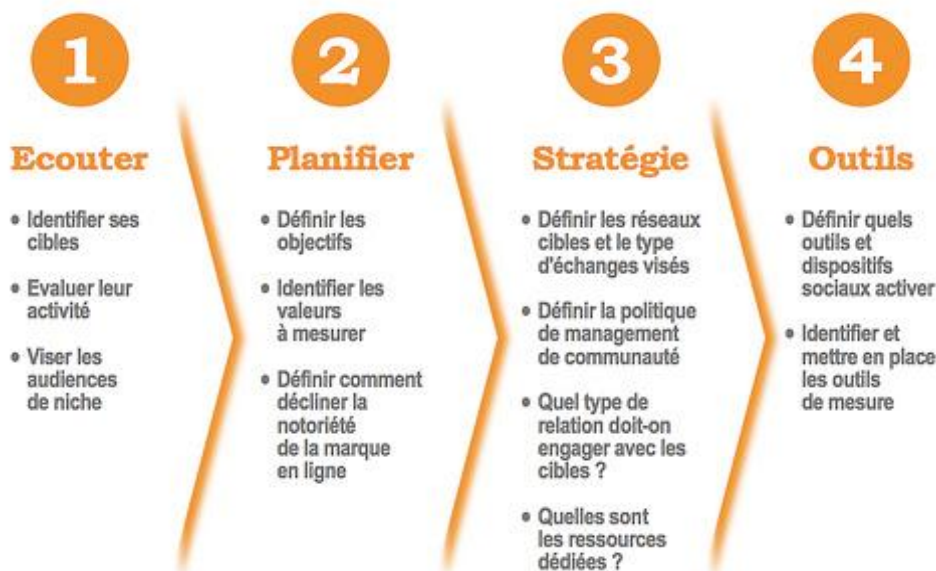 1
Ecouter
• Identifier ses
cibles
• Evaluer leur
activité
• Viser les
audiences
de niche
2
Planifier
• Définir les
objectifs
• Identifier les
valeurs
à mesurer
• Définir comment
décliner la
notoriété
de la marque
en ligne
3
Stratégie
• Définir les réseaux
cibles et le type
d'échanges visés
• Définir la politique
de management
de communauté
• Quel type de
relation doit-on
engager avec les
cibles ?
• Quelles sont
les ressources
dédiées ?
4
Outils
• Définir quels
outils et
dispositifs
sociaux activer
• Identifier et
mettre en place
les outils
de mesure